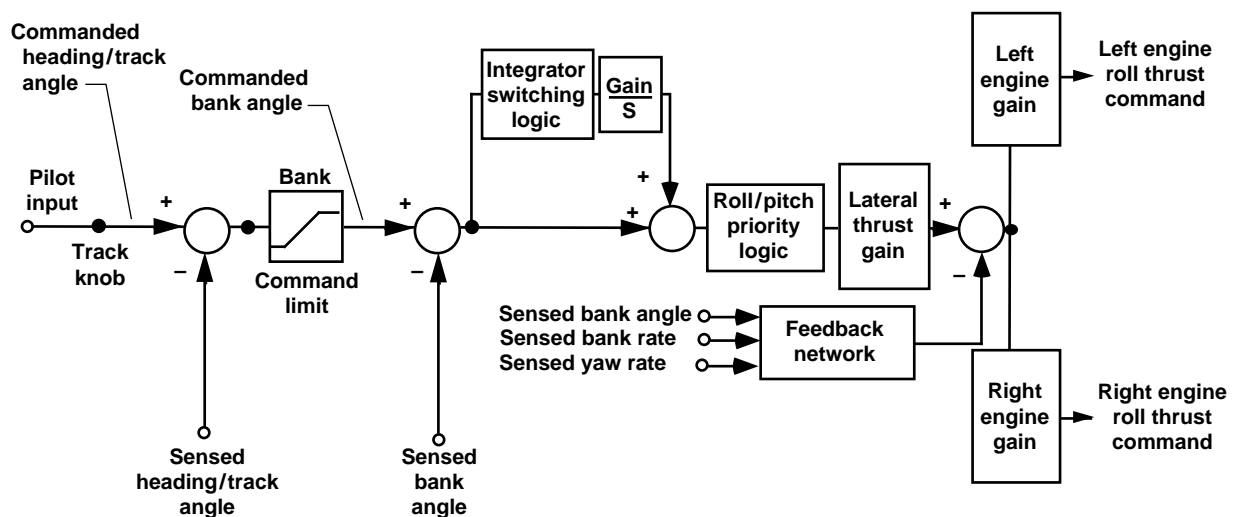 Commanded
heading/track
angle
Commanded
bank angle
Integrator
switching
logic
Gain
S
Left
engine
gain
Left engine
roll thrust
command
Pilot
input
+
Track
knob
−
Bank
Command
limit
+
−
+
+
Roll/pitch
priority
logic
Lateral
thrust
gain
+
−
Sensed bank angle
Sensed bank rate
Sensed yaw rate
Feedback
network
Right
engine
gain
Right engine
roll thrust
command
Sensed
heading/track
angle
Sensed
bank
angle